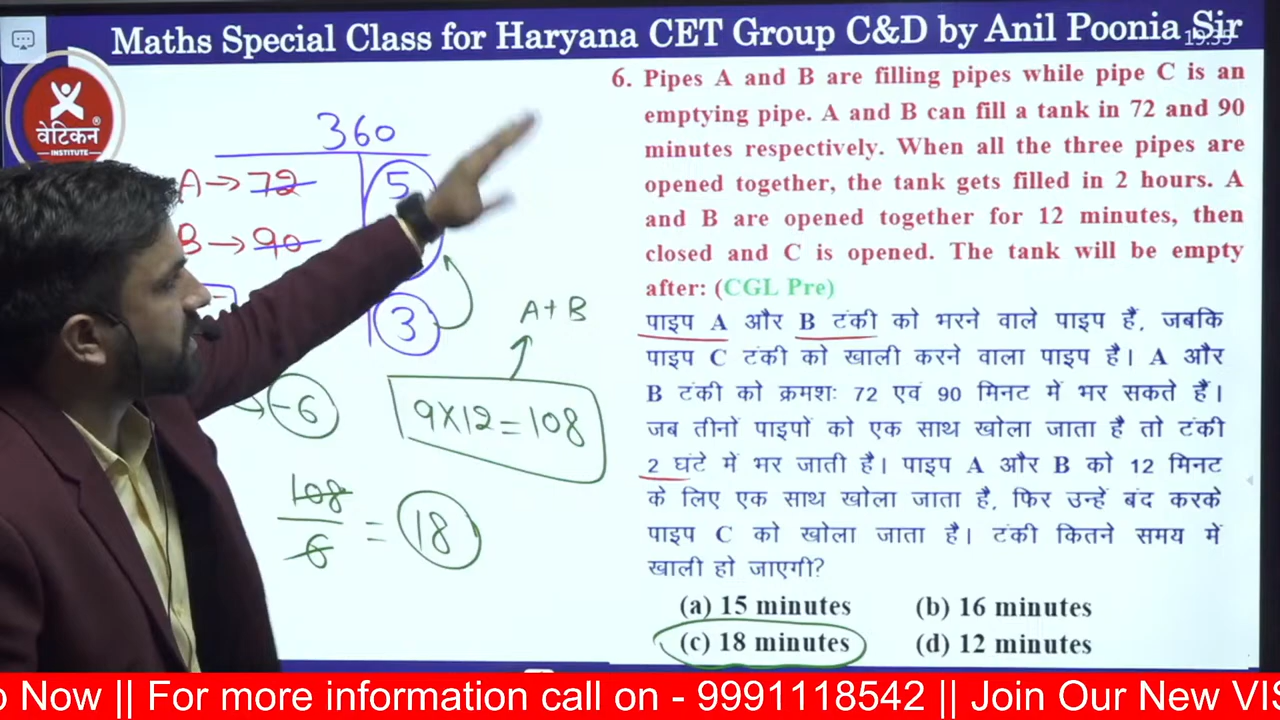 Maths Special Class for Haryana CET Group C&D by Anil Poonia Sir
19:35
वेटिकन
INSTITUTE
360
A → 72
5
B → 90
3
-6
A+B
9×12=108
108
6
= 18
6. Pipes A and B are filling pipes while pipe C is an
emptying pipe. A and B can fill a tank in 72 and 90
minutes respectively. When all the three pipes are
opened together, the tank gets filled in 2 hours. A
and B are opened together for 12 minutes, then
closed and C is opened. The tank will be empty
after: (CGL Pre)
पाइप A और B टंकी को भरने वाले पाइप हैं, जबकि
पाइप C टंकी को खाली करने वाला पाइप है। A और
B टंकी को क्रमशः 72 एवं 90 मिनट में भर सकते हैं।
जब तीनों पाइपों को एक साथ खोला जाता है तो टंकी
2 घंटे में भर जाती है। पाइप A और B को 12 मिनट
के लिए एक साथ खोला जाता है, फिर उन्हें बंद करके
पाइप C को खोला जाता है। टंकी कितने समय में
खाली हो जाएगी?
(a) 15 minutes (b) 16 minutes
(c) 18 minutes (d) 12 minutes
o Now || For more information call on - 9991118542 || Join Our New VIS